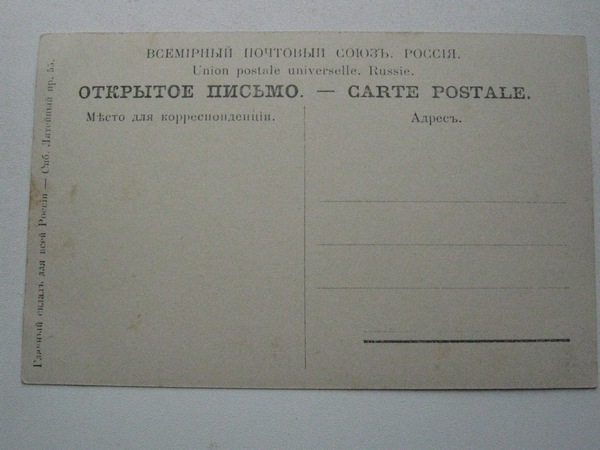 ВСЕМІРНЫЙ ПОЧТОВЫЙ СОЮЗЪ. РОССІЯ.
Union postale universelle. Russie.
ОТКРЫТОЕ ПИСЬМО. — CARTE POSTALE.
Мѣсто для корреспонденціи.
Адресъ.
Главный складъ для всей Россіи — Спб. Литейный пр. 55.